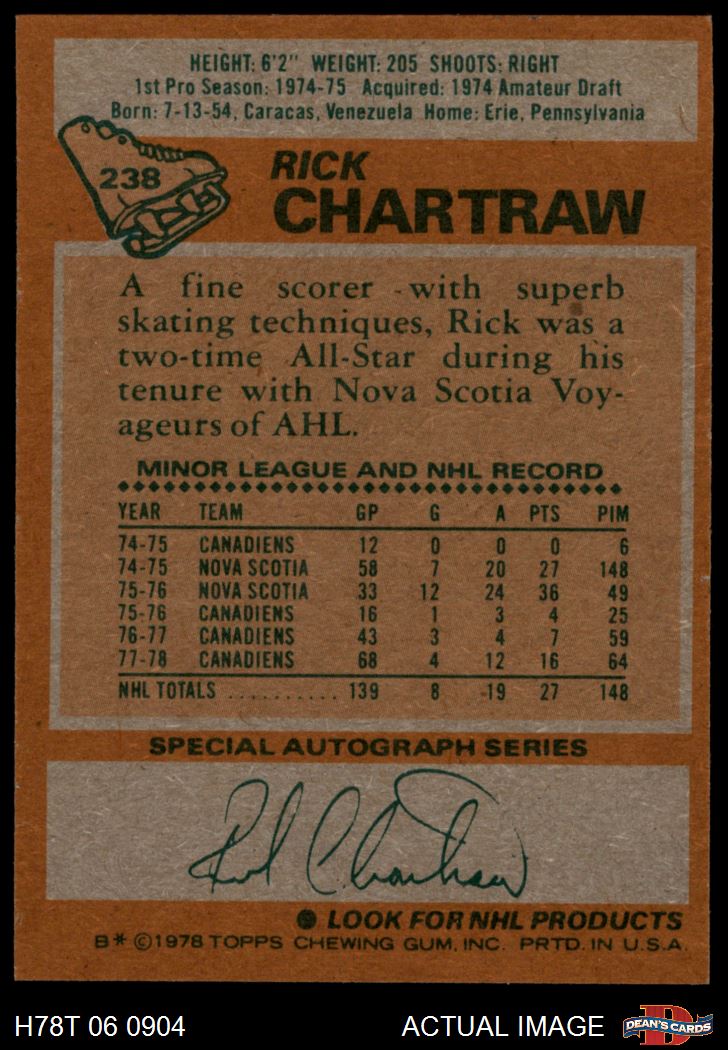 HEIGHT: 6'2" WEIGHT: 205 SHOOTS: RIGHT
1st Pro Season: 1974-75 Acquired: 1974 Amateur Draft
Born: 7-13-54, Caracas, Venezuela Home: Erie, Pennsylvania
238
RICK
CHARTRAW
A fine scorer with superb
skating techniques, Rick was a
two-time All-Star during his
tenure with Nova Scotia Voy-
ageurs of AHL.
MINOR LEAGUE AND NHL RECORD
YEAR TEAM GP G A PTS PIM
74-75 CANADIENS 12 0 0 0 6
74-75 NOVA SCOTIA 58 7 20 27 148
75-76 NOVA SCOTIA 33 12 24 36 49
75-76 CANADIENS 16 1 3 4 25
76-77 CANADIENS 43 3 4 7 59
77-78 CANADIENS 68 4 12 16 64
NHL TOTALS .......... 139 8 19 27 148
SPECIAL AUTOGRAPH SERIES
Rick Chartraw
LOOK FOR NHL PRODUCTS
B* ©1978 TOPPS CHEWING GUM, INC. PRTD. IN U.S.A.
H78T 06 0904 ACTUAL IMAGE D DEAN'S CARDS